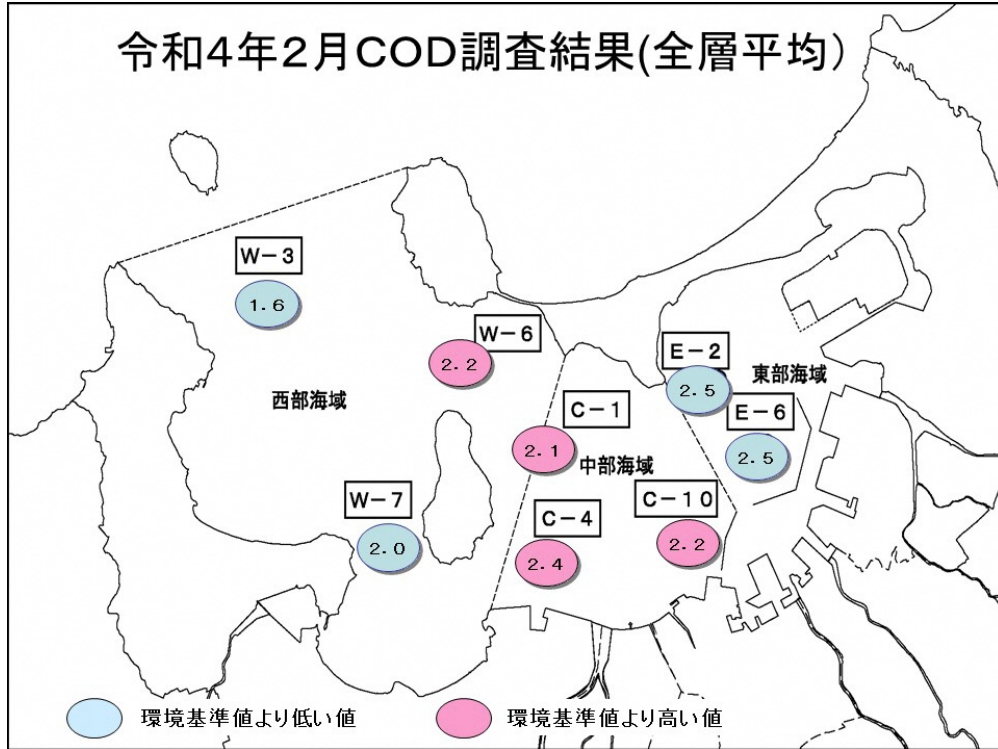 令和４年２月ＣＯＤ調査結果(全層平均）
Ｗ－３
１．６
Ｗ－６
２．２
Ｅ－２
２．５
東部海域
西部海域
Ｃ－１
２．１
Ｅ－６
２．５
中部海域
Ｗ－７
２．０
Ｃ－４
２．４
Ｃ－１０
２．２
環境基準値より低い値
環境基準値より高い値